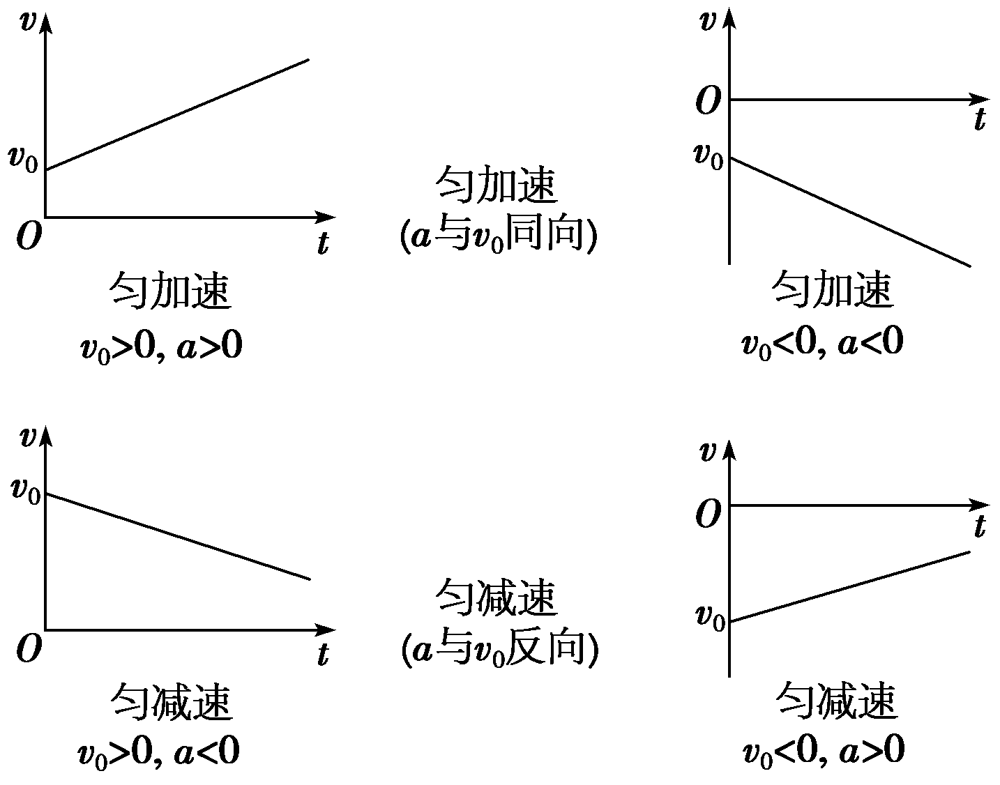 v
v₀
O
t
匀加速
v₀>0, a>0
匀加速
(a与v₀同向)
v
O
t
v₀
匀加速
v₀<0, a<0
v
v₀
O
t
匀减速
v₀>0, a<0
匀减速
(a与v₀反向)
v
O
t
v₀
匀减速
v₀<0, a>0